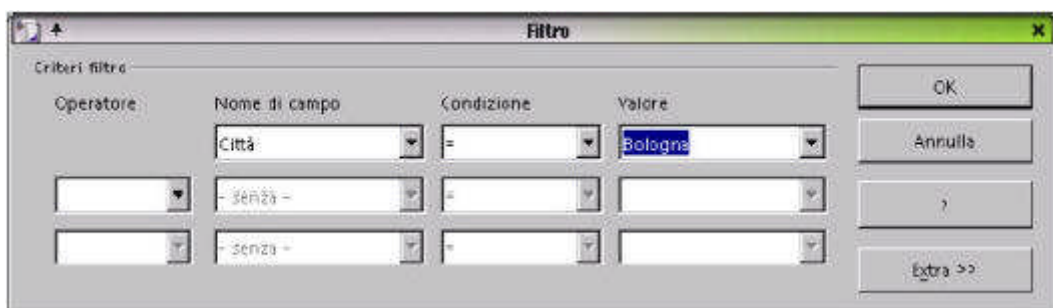 Filtro
Criteri filtro
Operatore Nome di campo Condizione Valore
Città = Bologna
- senza - =
- senza - =
OK
Annulla
?
Extra >>